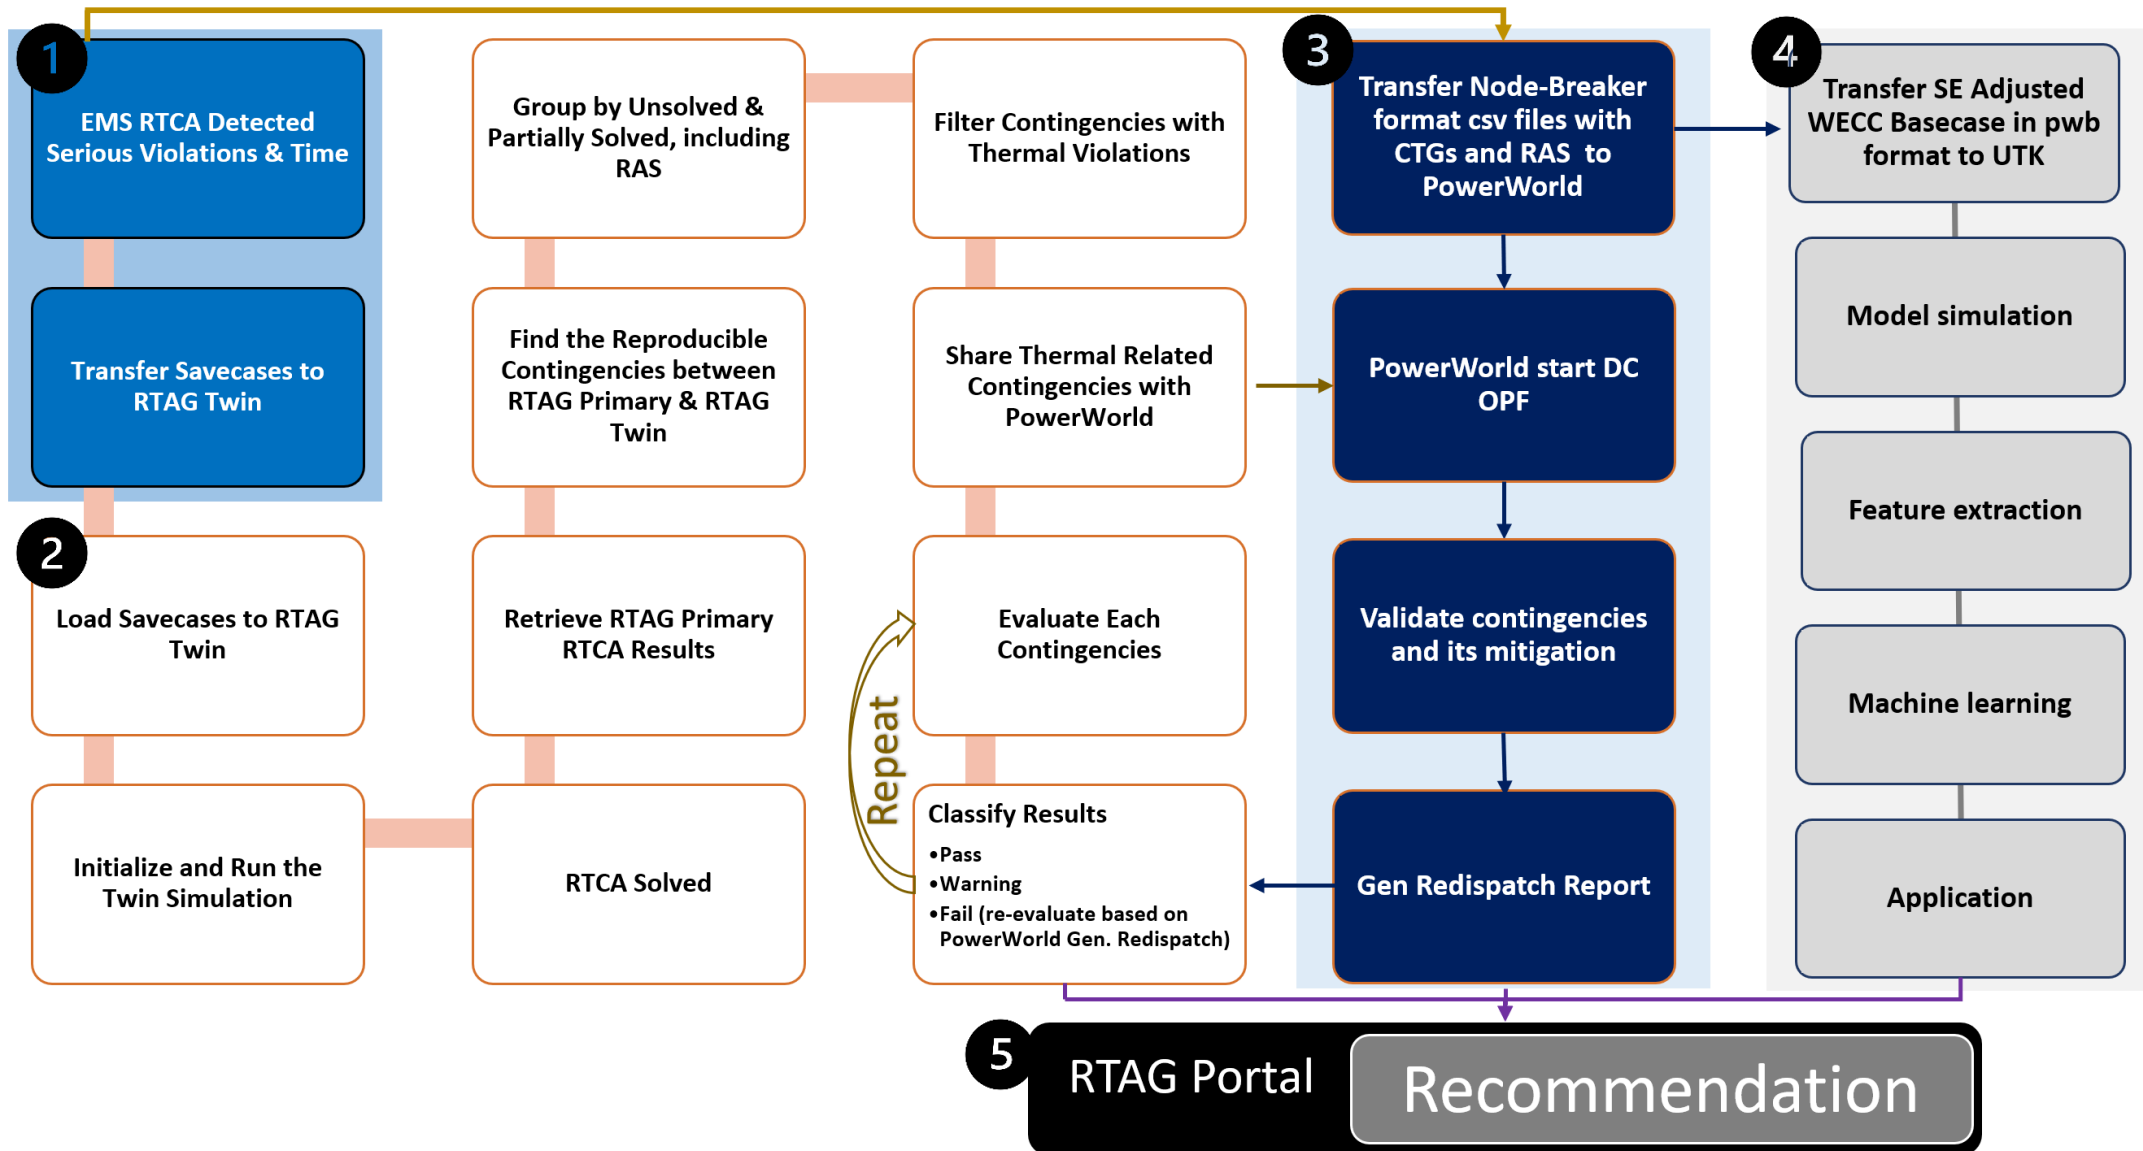 1
EMS RTCA Detected
Serious Violations & Time
Transfer Savecases to
RTAG Twin
2
Load Savecases to RTAG
Twin
Initialize and Run the
Twin Simulation
RTCA Solved
Retrieve RTAG Primary
RTCA Results
Find the Reproducible
Contingencies between
RTAG Primary & RTAG
Twin
Group by Unsolved &
Partially Solved, including
RAS
Filter Contingencies with
Thermal Violations
Share Thermal Related
Contingencies with
PowerWorld
Evaluate Each
Contingencies
Repeat
Classify Results
•Pass
•Warning
•Fail (re-evaluate based on
PowerWorld Gen. Redispatch)
3
Transfer Node-Breaker
format csv files with
CTGs and RAS to
PowerWorld
PowerWorld start DC
OPF
Validate contingencies
and its mitigation
Gen Redispatch Report
4
Transfer SE Adjusted
WECC Basecase in pwb
format to UTK
Model simulation
Feature extraction
Machine learning
Application
5
RTAG Portal
Recommendation